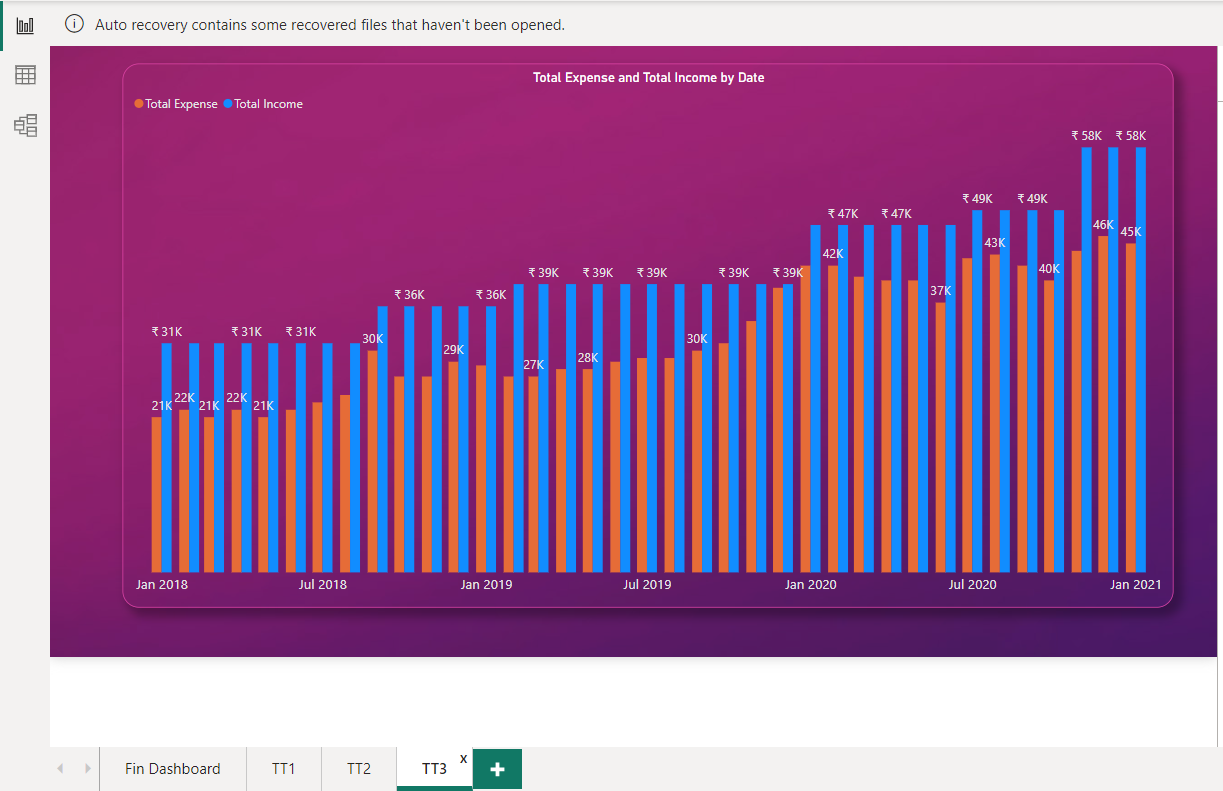 Auto recovery contains some recovered files that haven't been opened.
Total Expense and Total Income by Date
Total Expense Total Income
₹ 58K ₹ 58K
₹ 49K ₹ 49K
₹ 47K ₹ 47K
46K 45K
43K
42K
₹ 39K ₹ 39K ₹ 39K ₹ 39K ₹ 39K 40K
₹ 36K ₹ 36K 37K
₹ 31K ₹ 31K ₹ 31K 30K 30K
29K 28K
27K
21K 22K 21K 22K 21K
Jan 2018 Jul 2018 Jan 2019 Jul 2019 Jan 2020 Jul 2020 Jan 2021
Fin Dashboard TT1 TT2 TT3 x